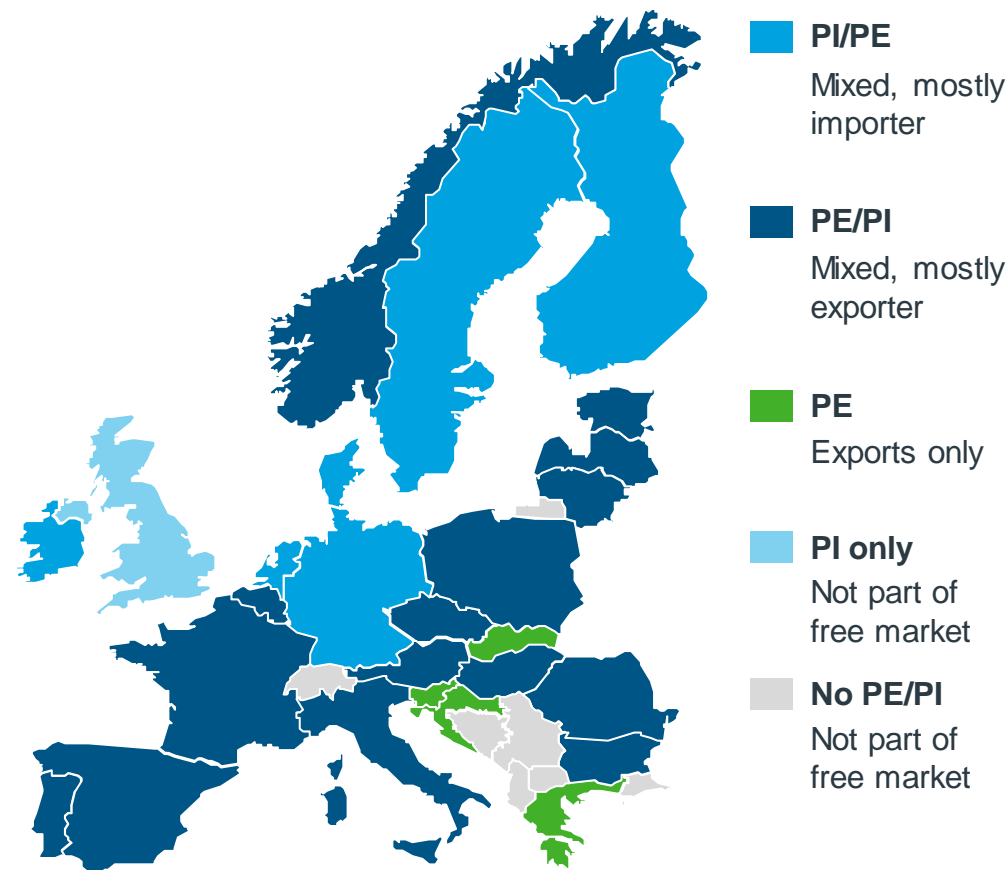 PI/PE
Mixed, mostly
importer
PE/PI
Mixed, mostly
exporter
PE
Exports only
PI only
Not part of
free market
No PE/PI
Not part of
free market